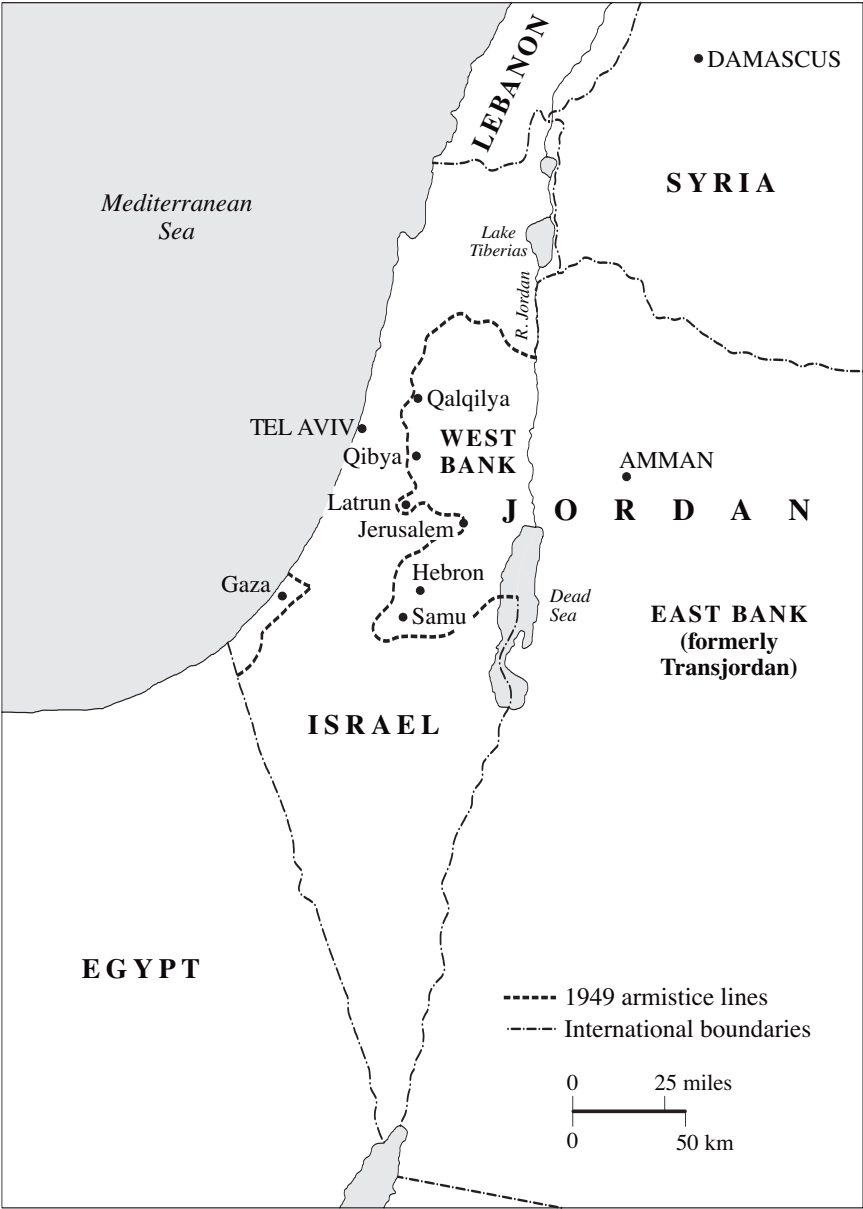 LEBANON
DAMASCUS
SYRIA
Mediterranean
Sea
Lake
Tiberias
R. Jordan
Qalqilya
TEL AVIV
WEST
BANK
Qibya
AMMAN
Latrun
JORDAN
Jerusalem
Hebron
Gaza
Dead
Sea
Samu
EAST BANK
(formerly
Transjordan)
ISRAEL
EGYPT
1949 armistice lines
International boundaries
0 25 miles
0 50 km